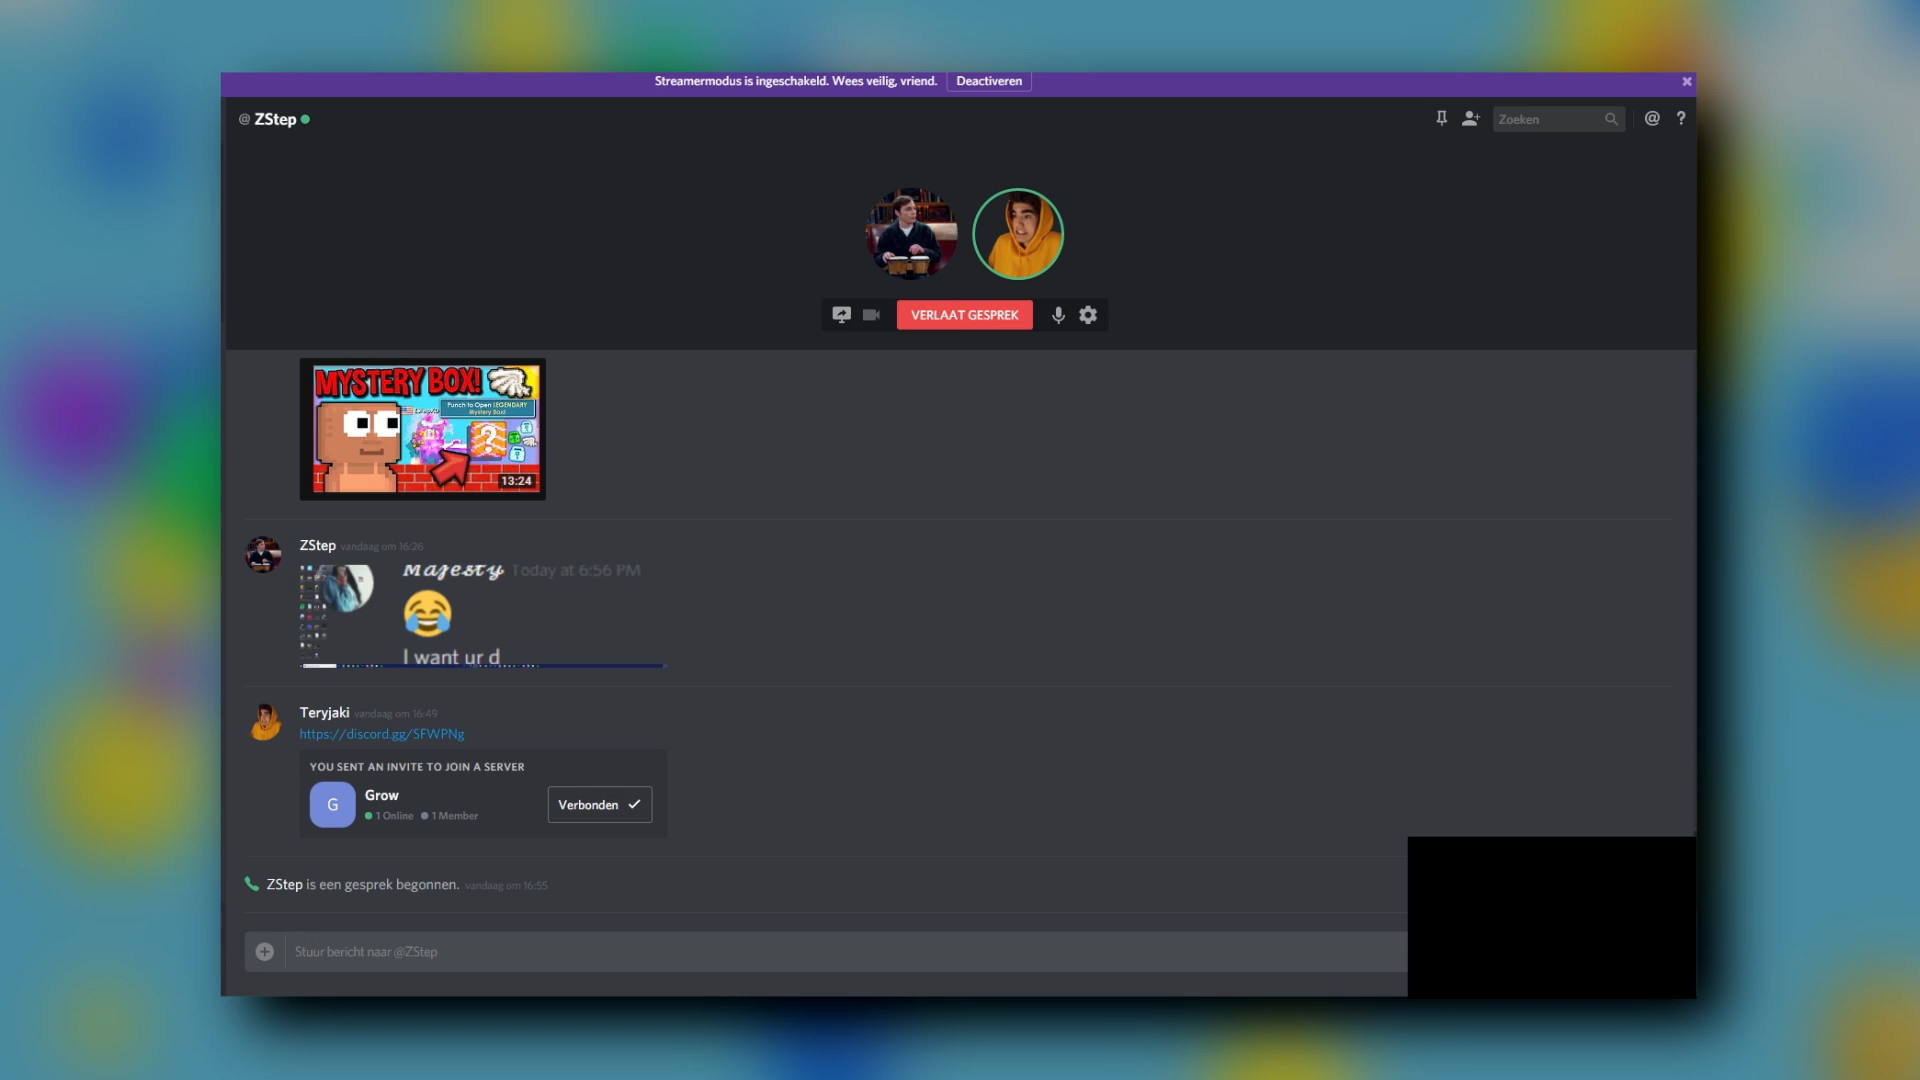 Streamermodus is ingeschakeld. Wees veilig, vriend. Deactiveren
@ ZStep
Zoeken
@ ?
VERLAAT GESPREK
MYSTERY BOX!
Punch to Open LEGENDARY
Mystery Box!
13:24
ZStep vandaag om 16:26
Majesty Today at 6:56 PM
I want ur d
Teryjaki vandaag om 16:49
https://discord.gg/SFWPNg
YOU SENT AN INVITE TO JOIN A SERVER
G
Grow
1 Online 1 Member
Verbonden
ZStep is een gesprek begonnen. vandaag om 16:55
Stuur bericht naar @ZStep